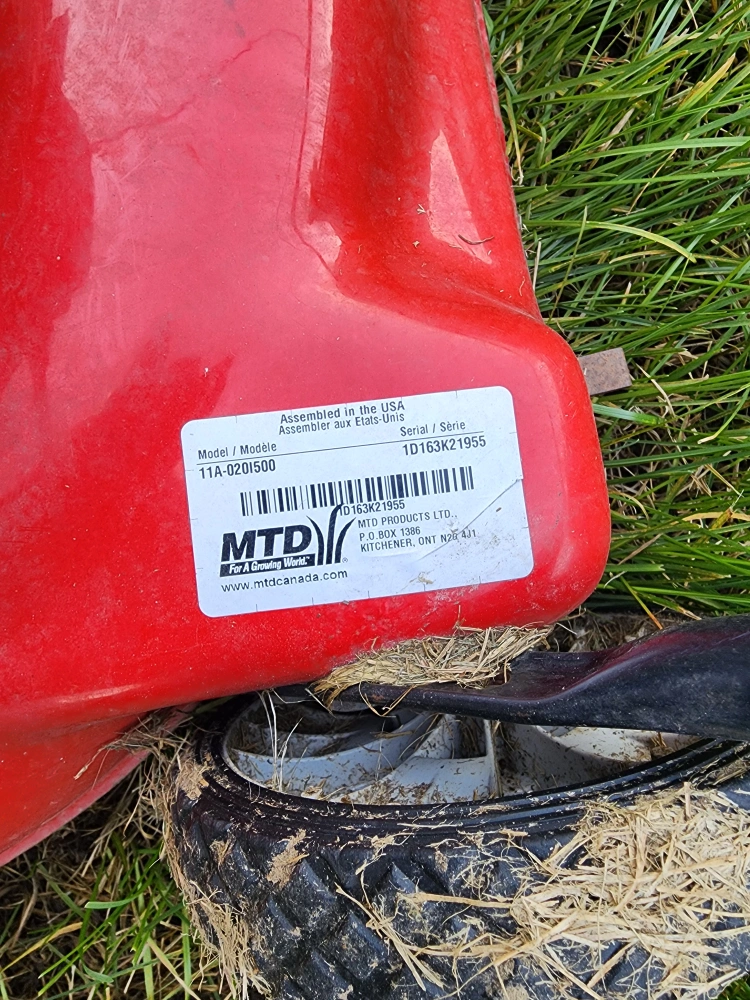 Assembled in the USA
Assembler aux Etats-Unis
Model / Modèle Serial / Série
11A-020I500 1D163K21955
1D163K21955
MTD
For A Growing World.™
MTD PRODUCTS LTD.,
P.O.BOX 1386
KITCHENER, ONT N2G 4J1
www.mtdcanada.com